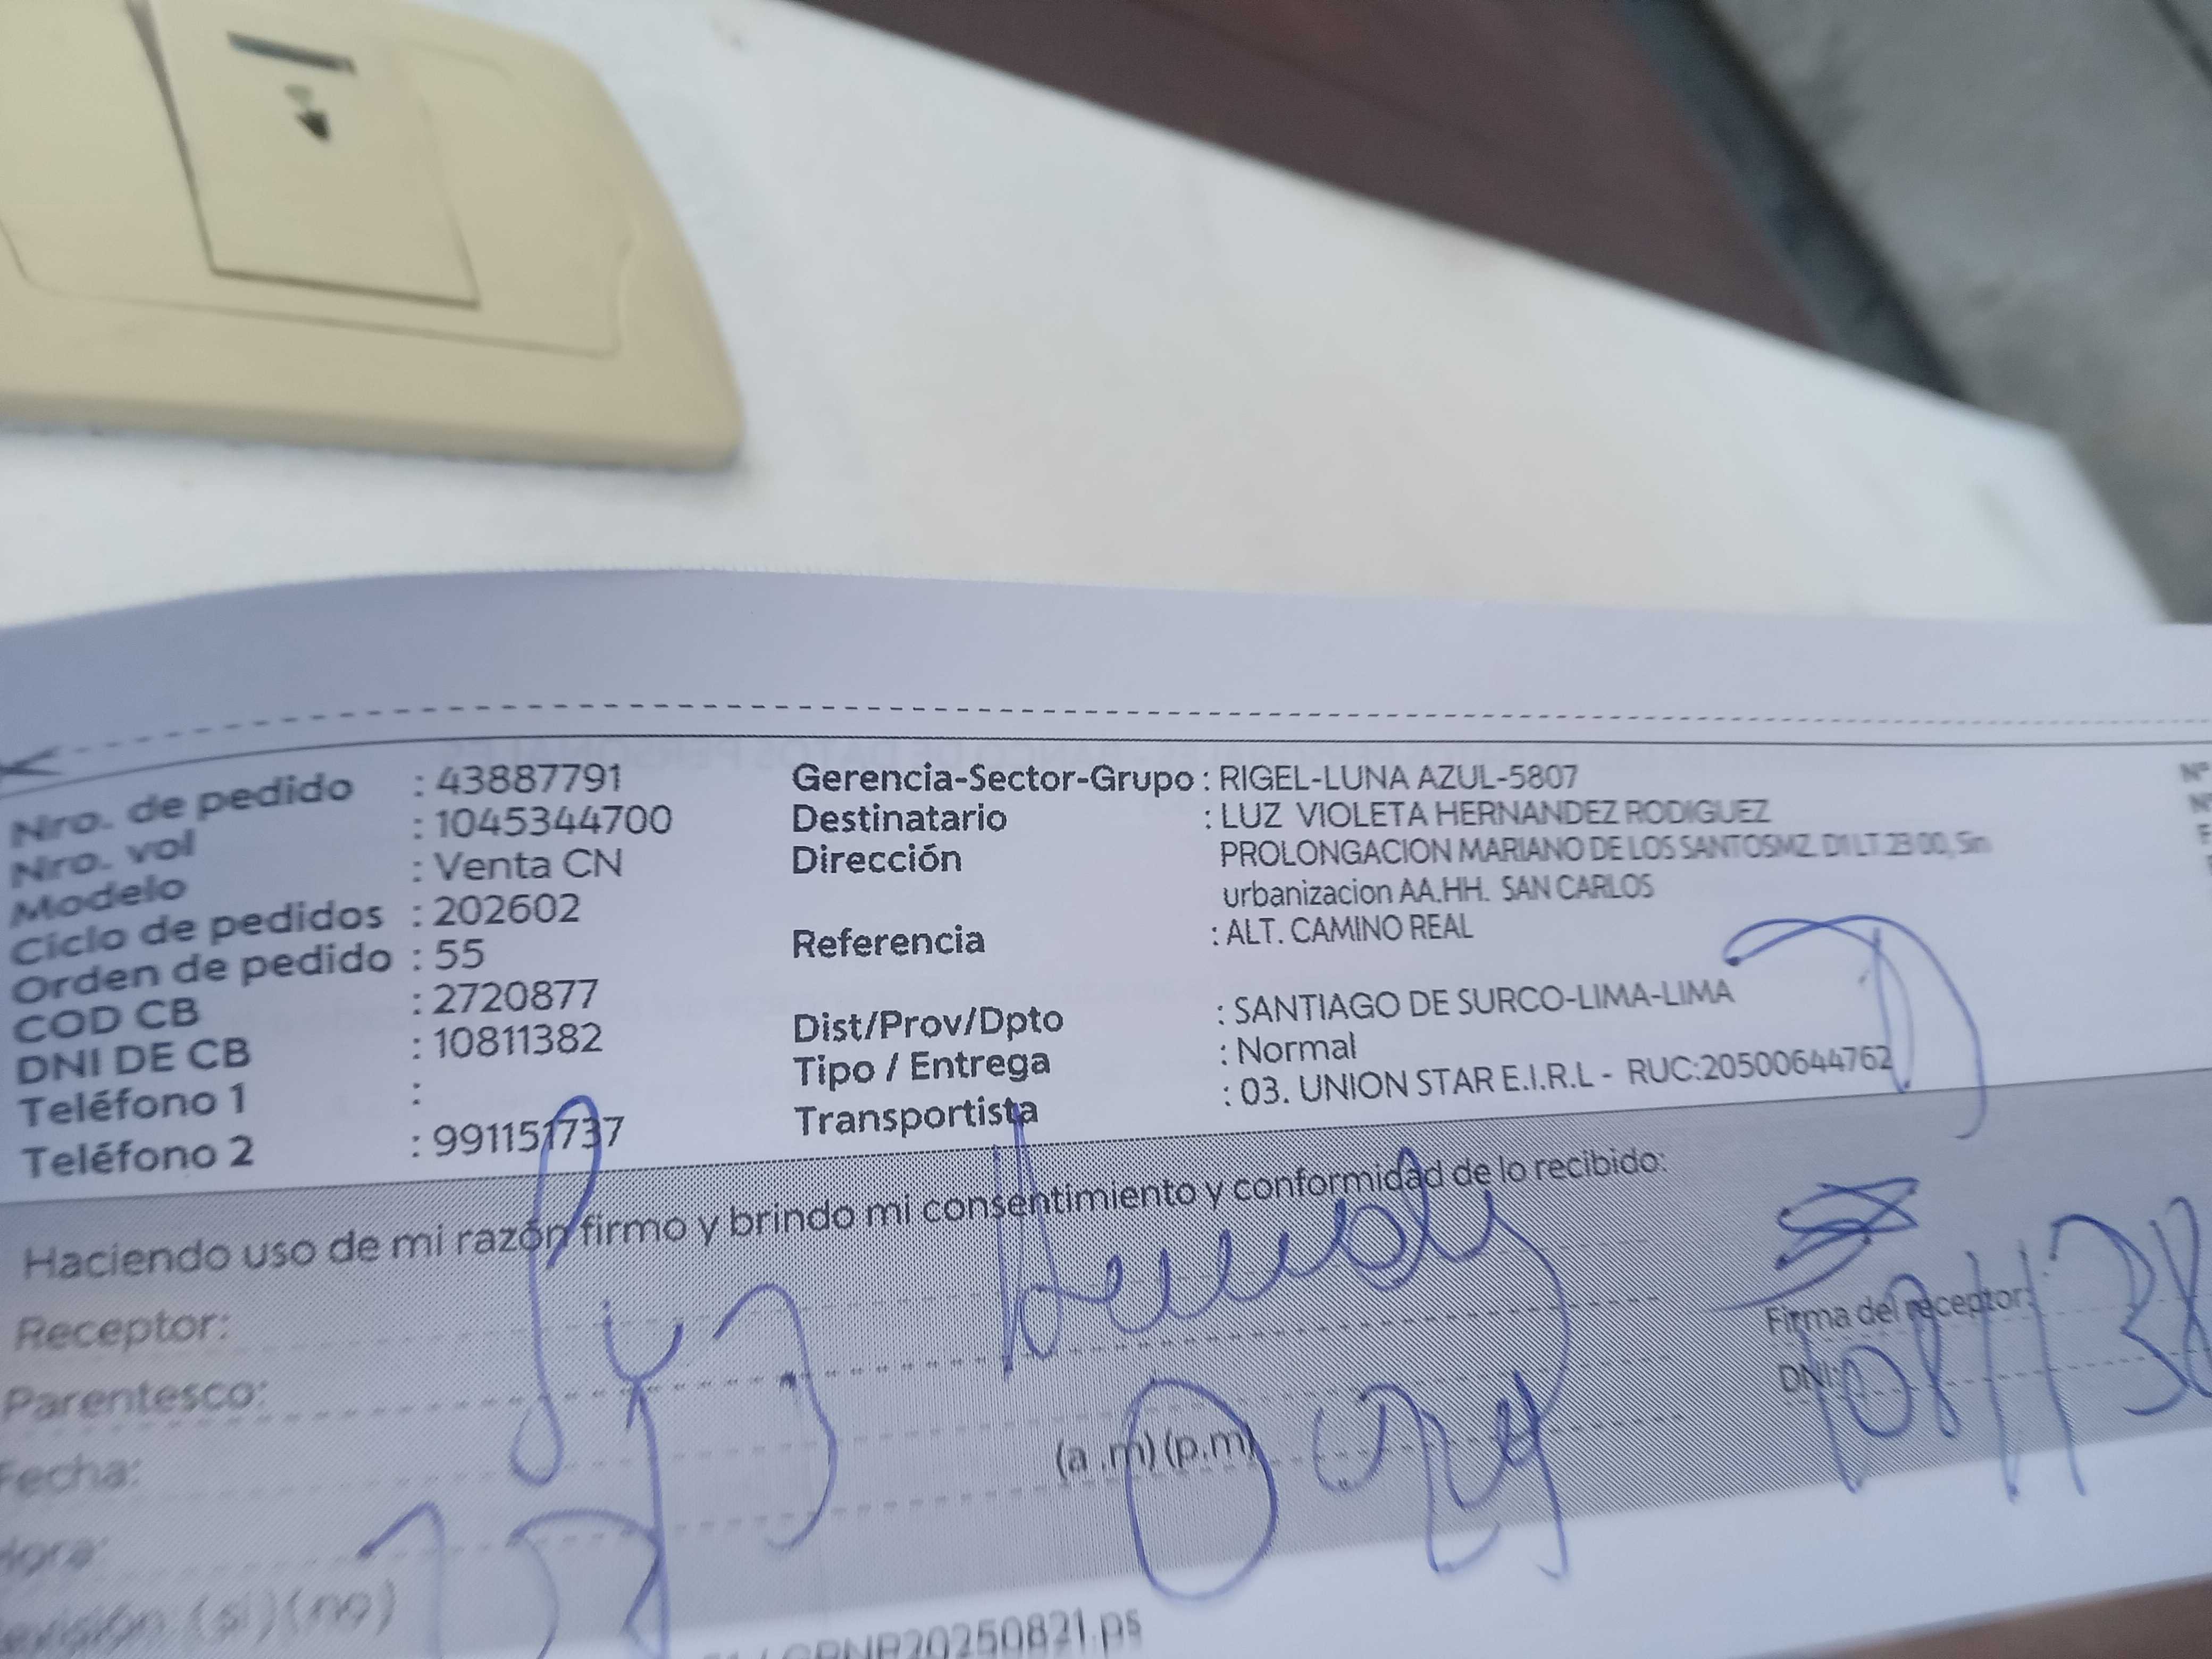 Nro. de pedido : 43887791
Nro. vol : 1045344700
Modelo : Venta CN
Ciclo de pedidos : 202602
Orden de pedido : 55
COD CB : 2720877
DNI DE CB : 10811382
Teléfono 1 :
Teléfono 2 : 991151737
Gerencia-Sector-Grupo : RIGEL-LUNA AZUL-5807
Destinatario : LUZ VIOLETA HERNANDEZ RODIGUEZ
Dirección PROLONGACION MARIANO DE LOS SANTOSMZ. D1 LT.23 00, Sin
urbanizacion AA.HH. SAN CARLOS
Referencia : ALT. CAMINO REAL
Dist/Prov/Dpto : SANTIAGO DE SURCO-LIMA-LIMA
Tipo / Entrega : Normal
Transportista : 03. UNION STAR E.I.R.L - RUC:20500644762
Haciendo uso de mi razón firmo y brindo mi consentimiento y conformidad de lo recibido:
Receptor:
Parentesco:
Fecha:
Hora: (a .m) (p.m)
(si) (no)
Firma del receptor:
DNI:
20250821.ps